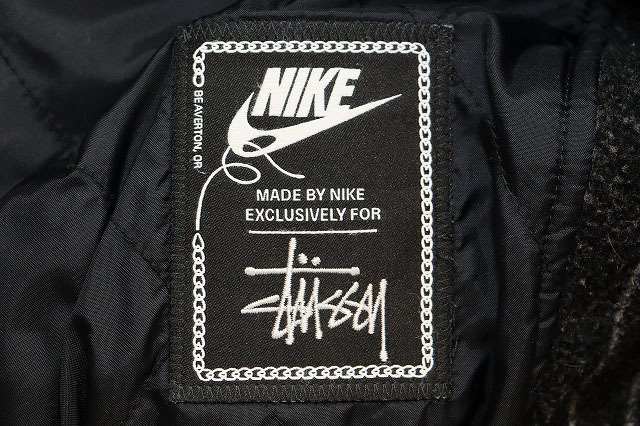 NIKE
BEAVERTON, OR/
MADE BY NIKE
EXCLUSIVELY FOR
Stüssy